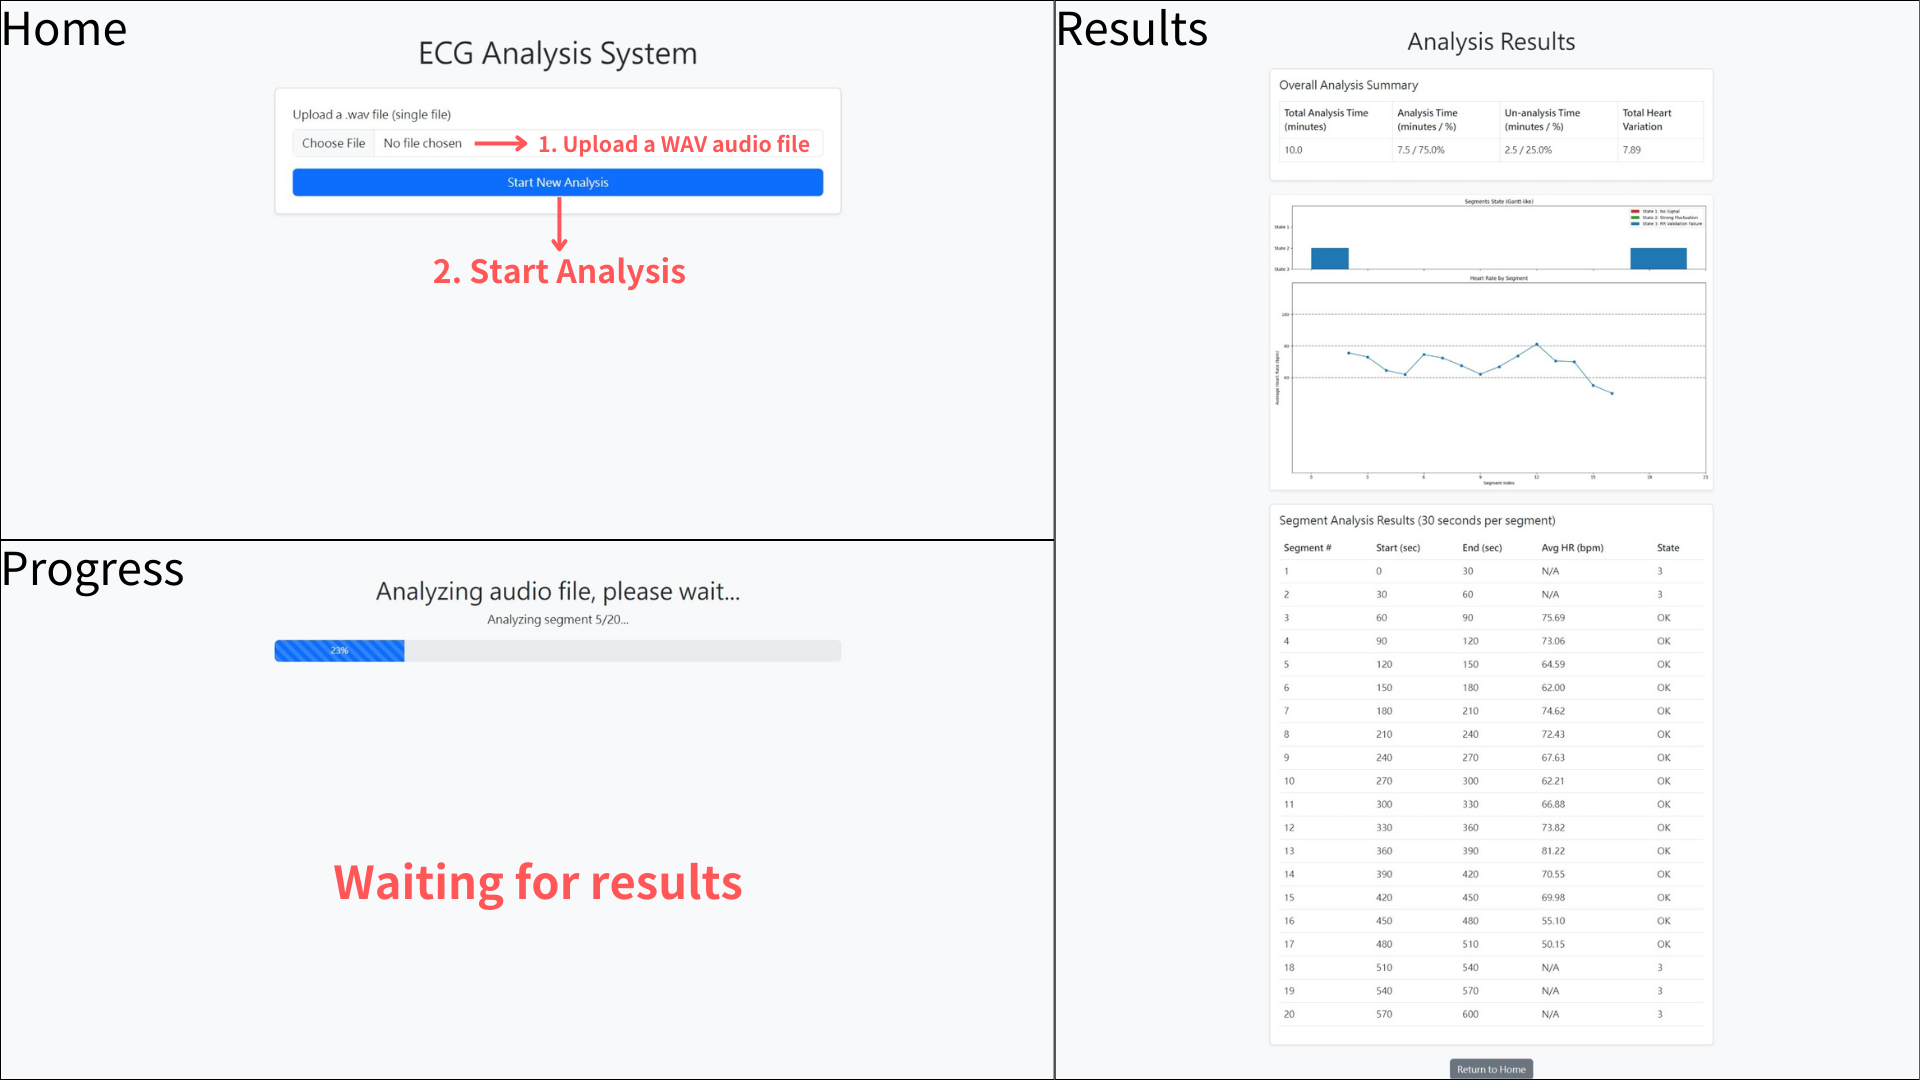 Home
ECG Analysis System
Upload a .wav file (single file)
Choose File No file chosen 1. Upload a WAV audio file
Start New Analysis
2. Start Analysis
Progress
Analyzing audio file, please wait...
Analyzing segment 5/20...
23%
Waiting for results
Results
Analysis Results
Overall Analysis Summary
Total Analysis Time (minutes) Analysis Time (minutes / %) Un-analysis Time (minutes / %) Total Heart Variation
10.0 7.5 / 75.0% 2.5 / 25.0% 7.89
Segments State (Gantt-like)
State 1: No Signal
State 2: Strong Fluctuation
State 3: RR Validation Failure
State 1
State 2
State 3
Heart Rate by Segment
100
80
60
Average Heart Rate (bpm)
0 3 6 9 12 15 18 21
Segment Index
Segment Analysis Results (30 seconds per segment)
Segment # Start (sec) End (sec) Avg HR (bpm) State
1 0 30 N/A 3
2 30 60 N/A 3
3 60 90 75.69 OK
4 90 120 73.06 OK
5 120 150 64.59 OK
6 150 180 62.00 OK
7 180 210 74.62 OK
8 210 240 72.43 OK
9 240 270 67.63 OK
10 270 300 62.21 OK
11 300 330 66.88 OK
12 330 360 73.82 OK
13 360 390 81.22 OK
14 390 420 70.55 OK
15 420 450 69.98 OK
16 450 480 55.10 OK
17 480 510 50.15 OK
18 510 540 N/A 3
19 540 570 N/A 3
20 570 600 N/A 3
Return to Home